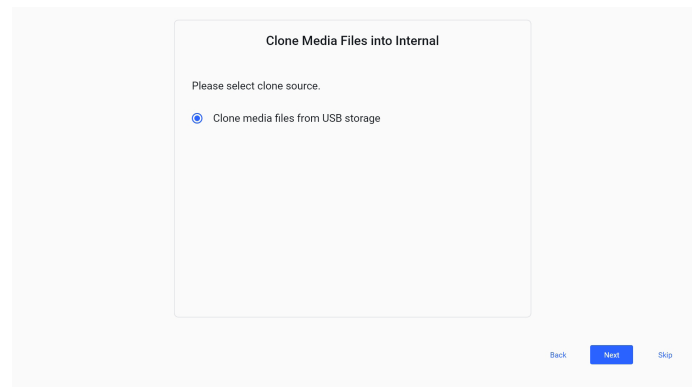 Clone Media Files into Internal
Please select clone source.
Clone media files from USB storage
Back Next Skip